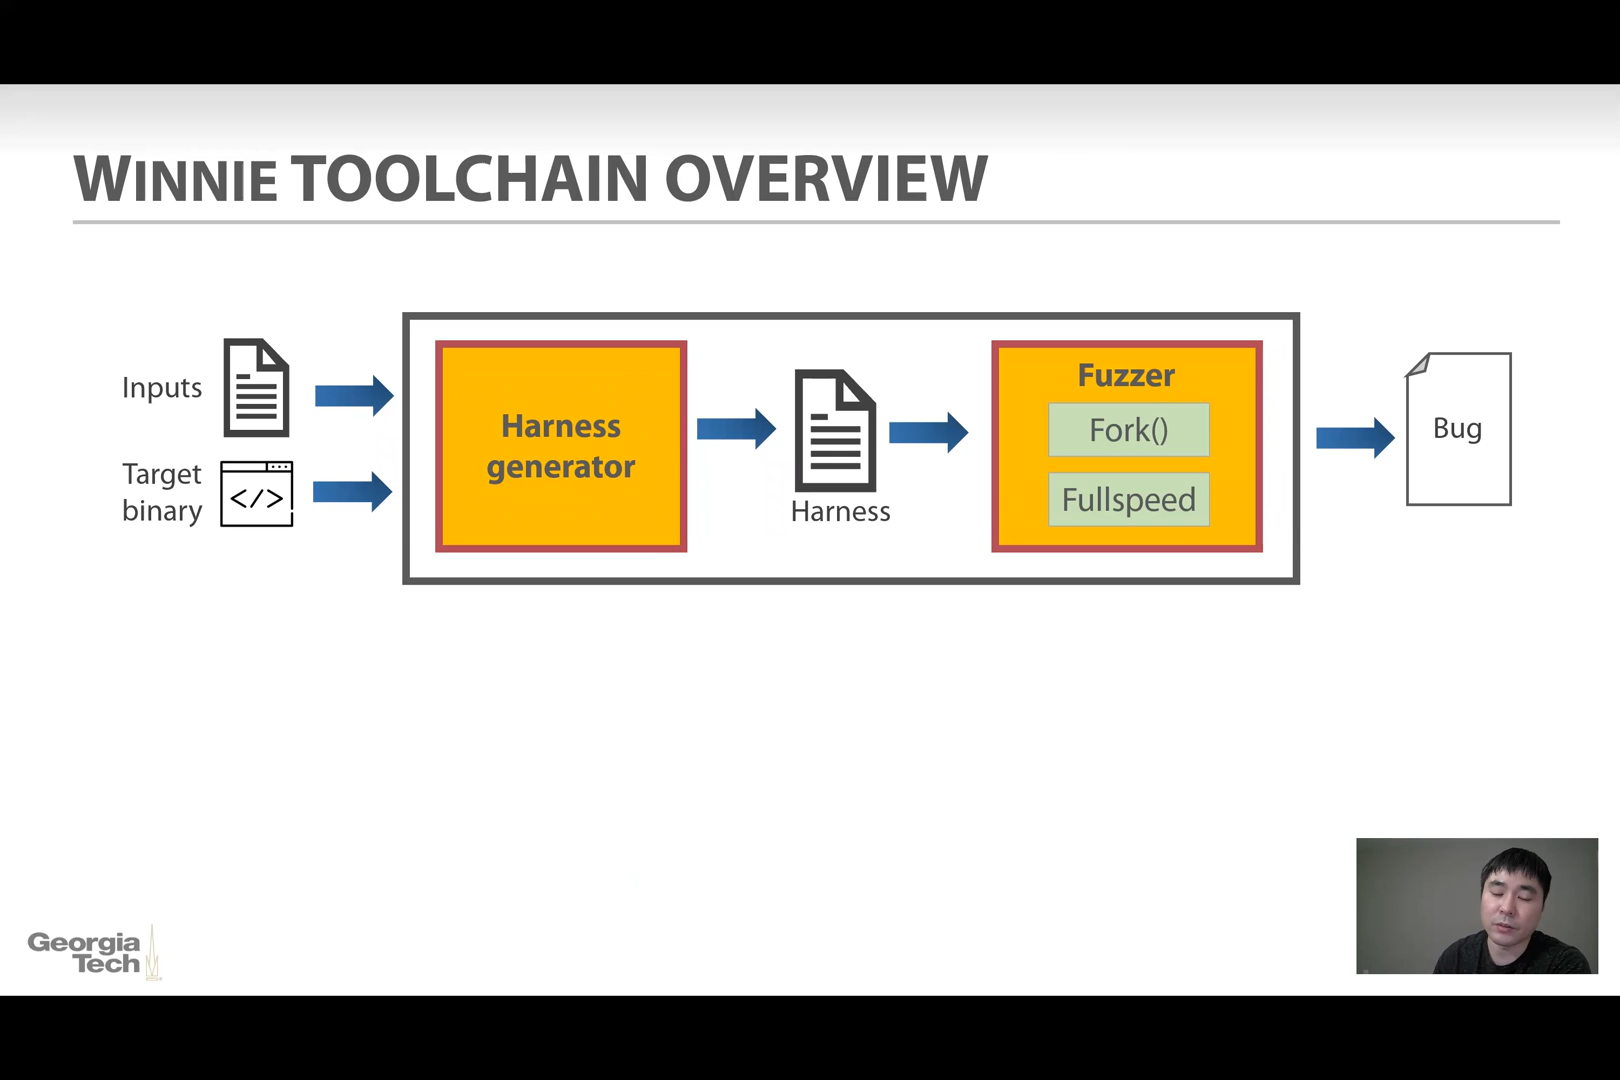 WINNIE TOOLCHAIN OVERVIEW
Inputs
Target
binary
</>
Harness
generator
Harness
Fuzzer
Fork()
Fullspeed
Bug
Georgia
Tech